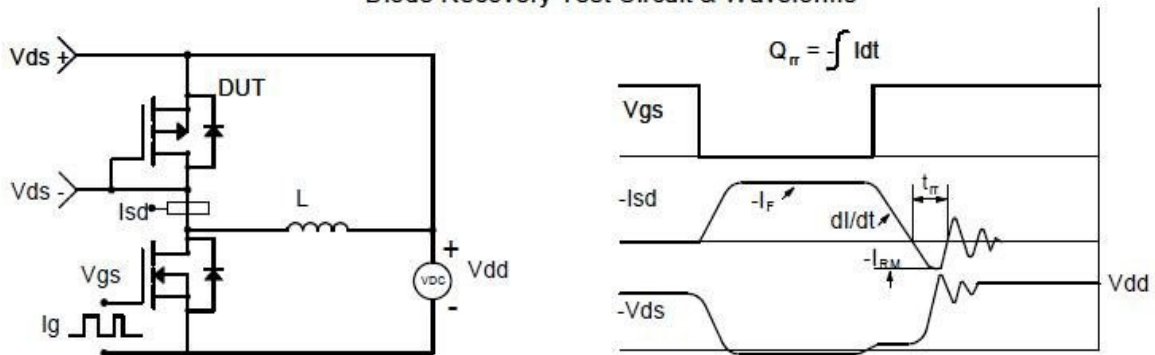 Diode Recovery Test Circuit & Waveforms
Vds +
DUT
Vds -
Isd
L
Vgs
Ig
+
VDC
-
Vdd
Qrr = -∫ Idt
Vgs
-Isd
-IF
dI/dt
trr
-IRM
-Vds
Vdd